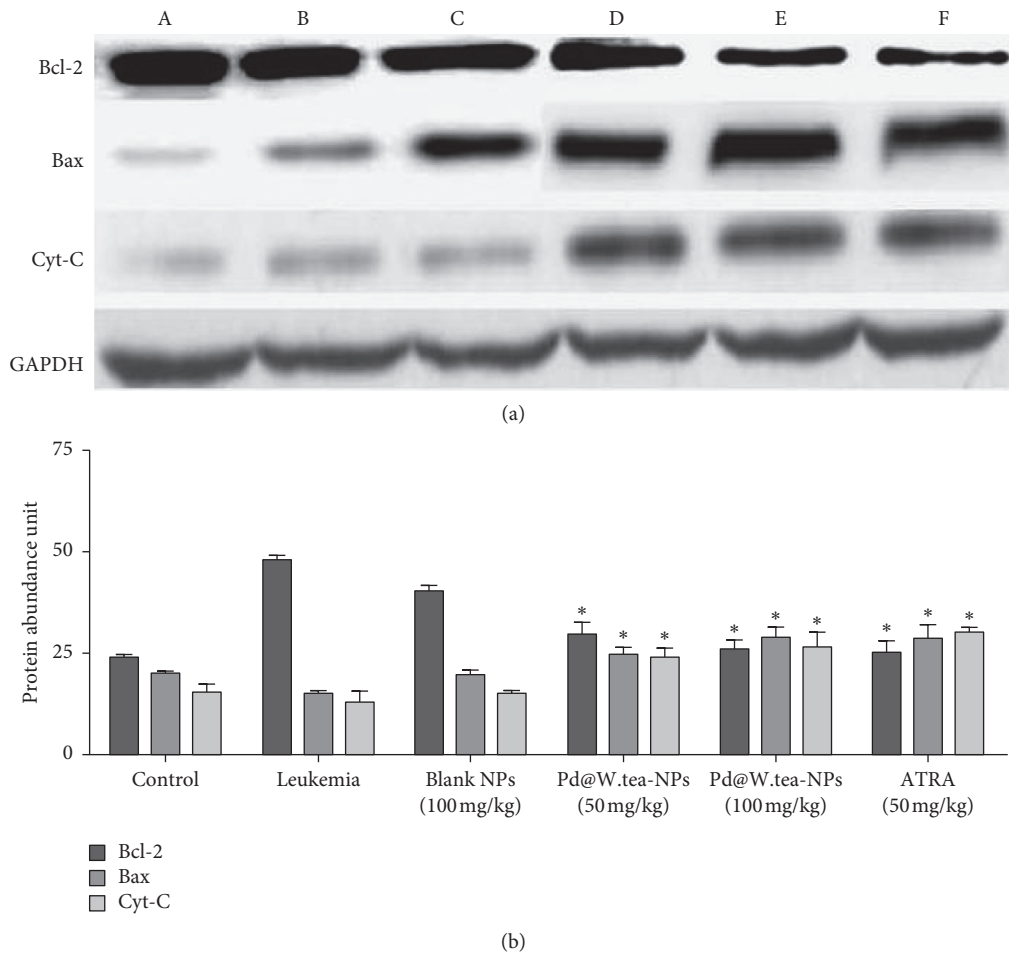 A B C D E F
Bcl-2
Bax
Cyt-C
GAPDH
(a)
75
50
25
0
Protein abundance unit
* * * * * * * * *
Control Leukemia Blank NPs Pd@W.tea-NPs Pd@W.tea-NPs ATRA
(100 mg/kg) (50 mg/kg) (100 mg/kg) (50 mg/kg)
Bcl-2
Bax
Cyt-C
(b)